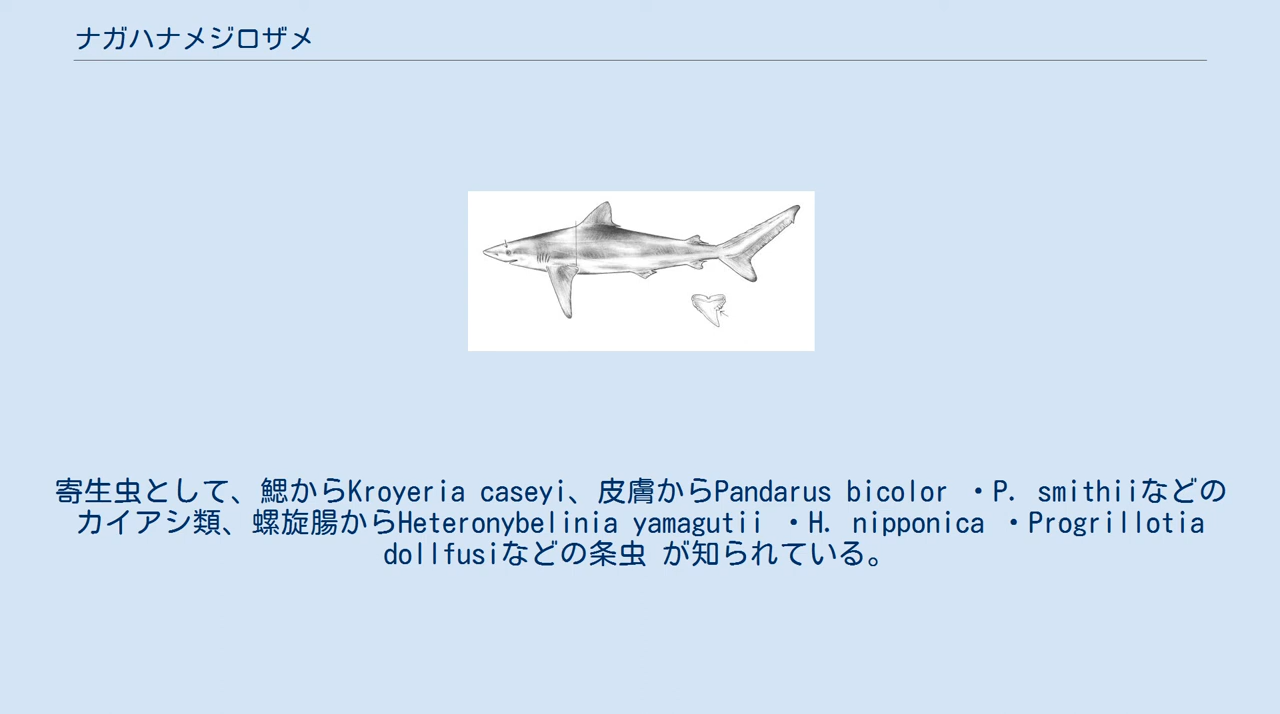 ナガハナメジロザメ
寄生虫として、鰓からKroyeria caseyi、皮膚からPandarus bicolor ・P. smithiiなどの
カイアシ類、螺旋腸からHeteronybelinia yamagutii ・H. nipponica ・Progrillotia
dollfusiなどの条虫 が知られている。